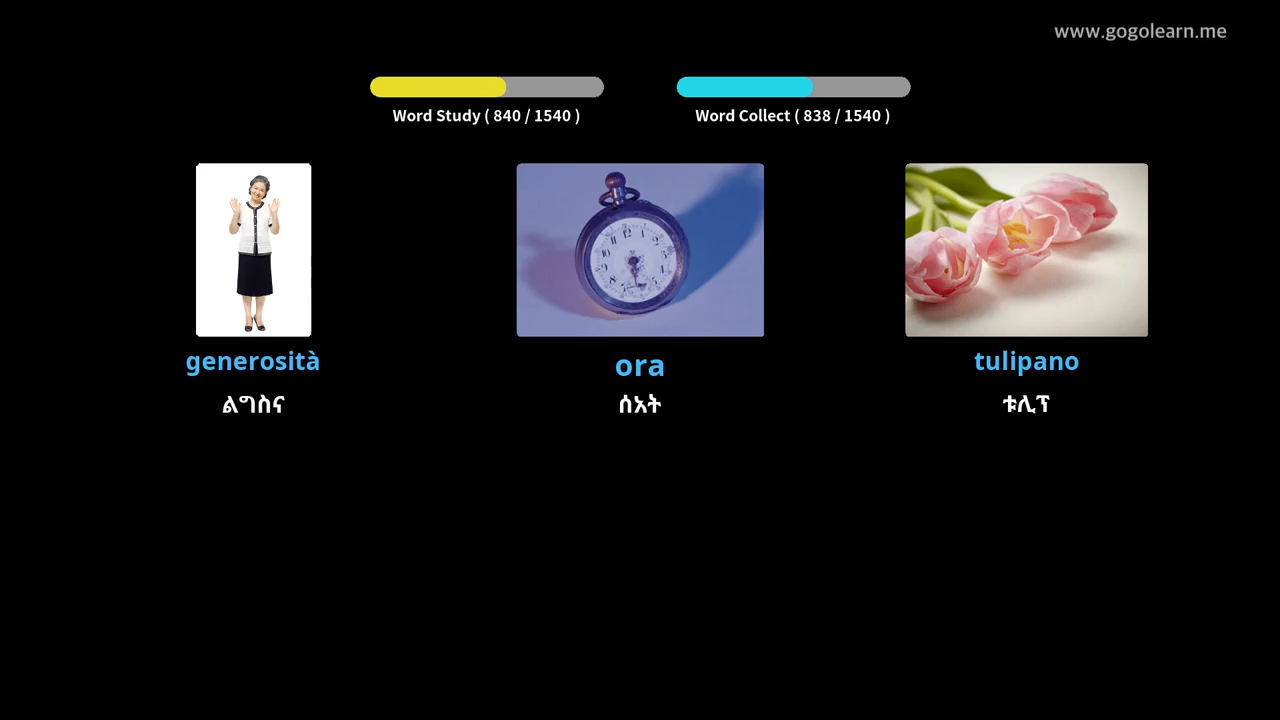 www.gogolearn.me
Word Study ( 840 / 1540 )
Word Collect ( 838 / 1540 )
generosità
ora
tulipano
ልግስና
ሰአት
ቱሊፕ